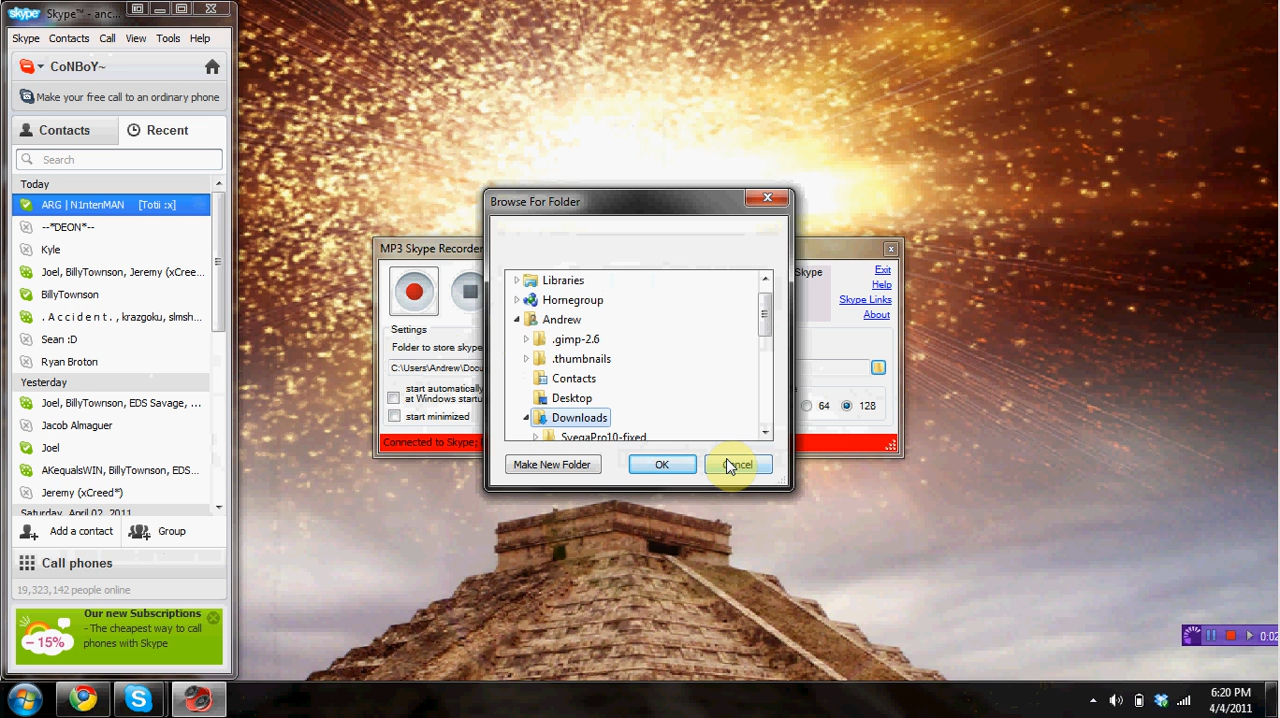 skype Skype™ - anc...
Skype Contacts Call View Tools Help
CoNBoY~
Make your free call to an ordinary phone
Contacts
Recent
Search
Today
ARG | N1ntenMAN [Totii :x]
--*DEON*--
Kyle
Joel, BillyTownson, Jeremy (xCree...
BillyTownson
. A c c i d e n t . , krazgoku, slmsh...
Sean :D
Ryan Broton
Yesterday
Joel, BillyTownson, EDS Savage, ...
Jacob Almaguer
Joel
AKequalsWIN, BillyTownson, EDS...
Jeremy (xCreed*)
Saturday, April 02, 2011
Add a contact
Group
Call phones
19,323,142 people online
Our new Subscriptions
- The cheapest way to call
phones with Skype
– 15%
MP3 Skype Recorder
Settings
Folder to store skype
C:\Users\Andrew\Docu
start automatically
at Windows startu
start minimized
Connected to Skype;
Skype
Exit
Help
Skype Links
About
64
128
Browse For Folder
Libraries
Homegroup
Andrew
.gimp-2.6
.thumbnails
Contacts
Desktop
Downloads
SvegaPro10-fixed
Make New Folder
OK
Cancel
0:02
6:20 PM
4/4/2011